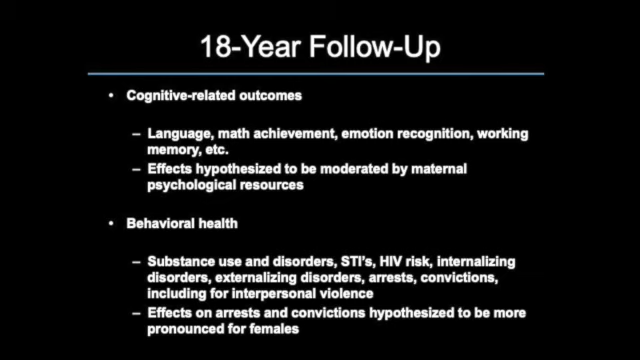 18-Year Follow-Up
• Cognitive-related outcomes
– Language, math achievement, emotion recognition, working
memory, etc.
– Effects hypothesized to be moderated by maternal
psychological resources
• Behavioral health
– Substance use and disorders, STI's, HIV risk, internalizing
disorders, externalizing disorders, arrests, convictions,
including for interpersonal violence
– Effects on arrests and convictions hypothesized to be more
pronounced for females